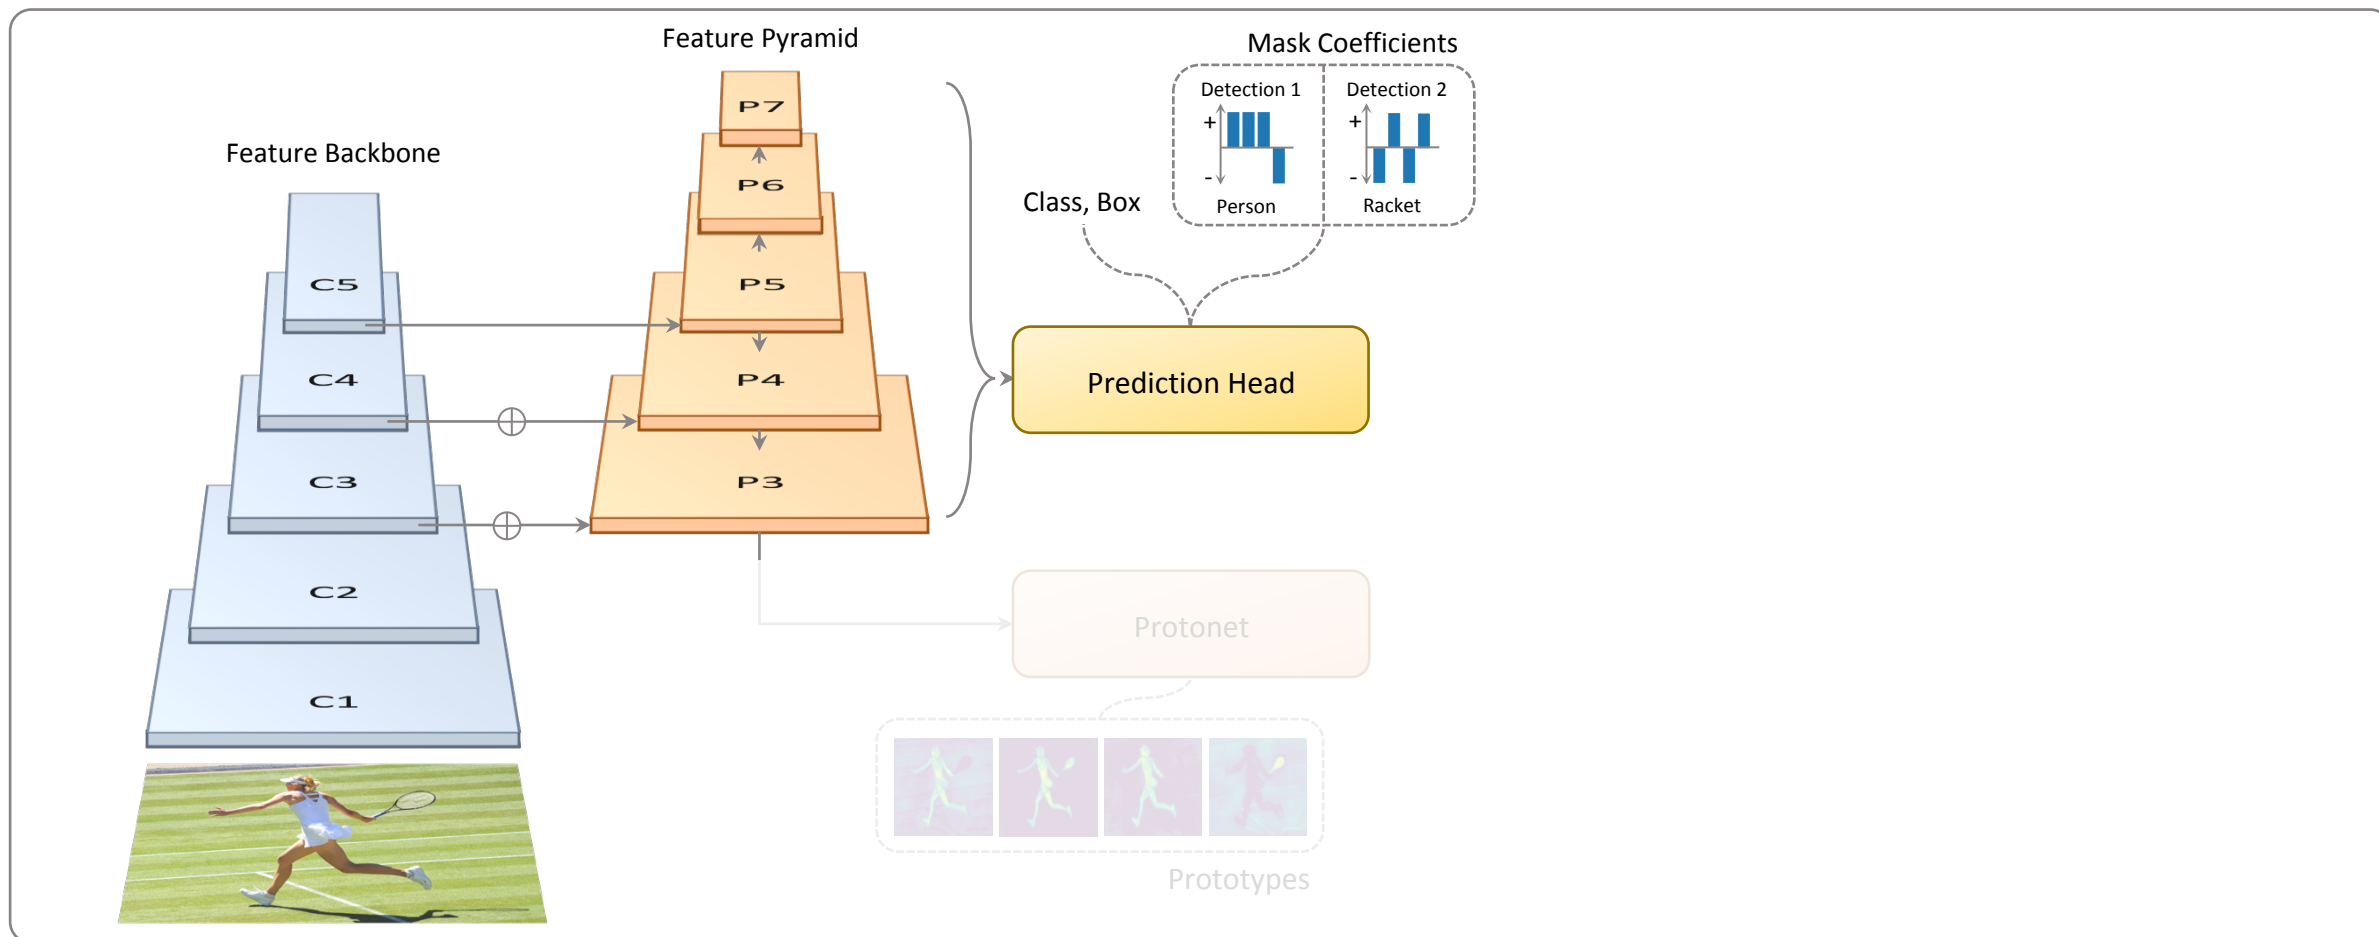 Feature Pyramid
Mask Coefficients
Detection 1
Detection 2
+
+
-
-
Person
Racket
P7
Feature Backbone
P6
Class, Box
C5
P5
C4
P4
Prediction Head
C3
P3
C2
Protonet
C1
Prototypes